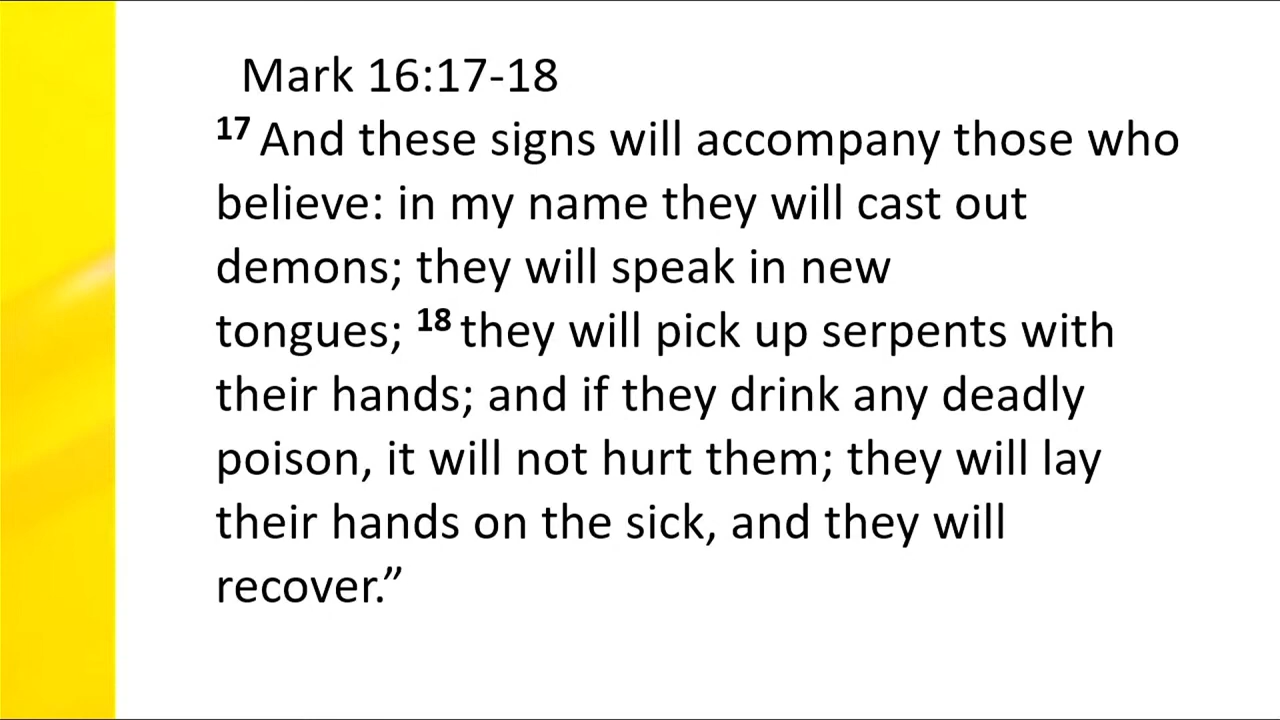 Mark 16:17-18
17 And these signs will accompany those who
believe: in my name they will cast out
demons; they will speak in new
tongues; 18 they will pick up serpents with
their hands; and if they drink any deadly
poison, it will not hurt them; they will lay
their hands on the sick, and they will
recover.”